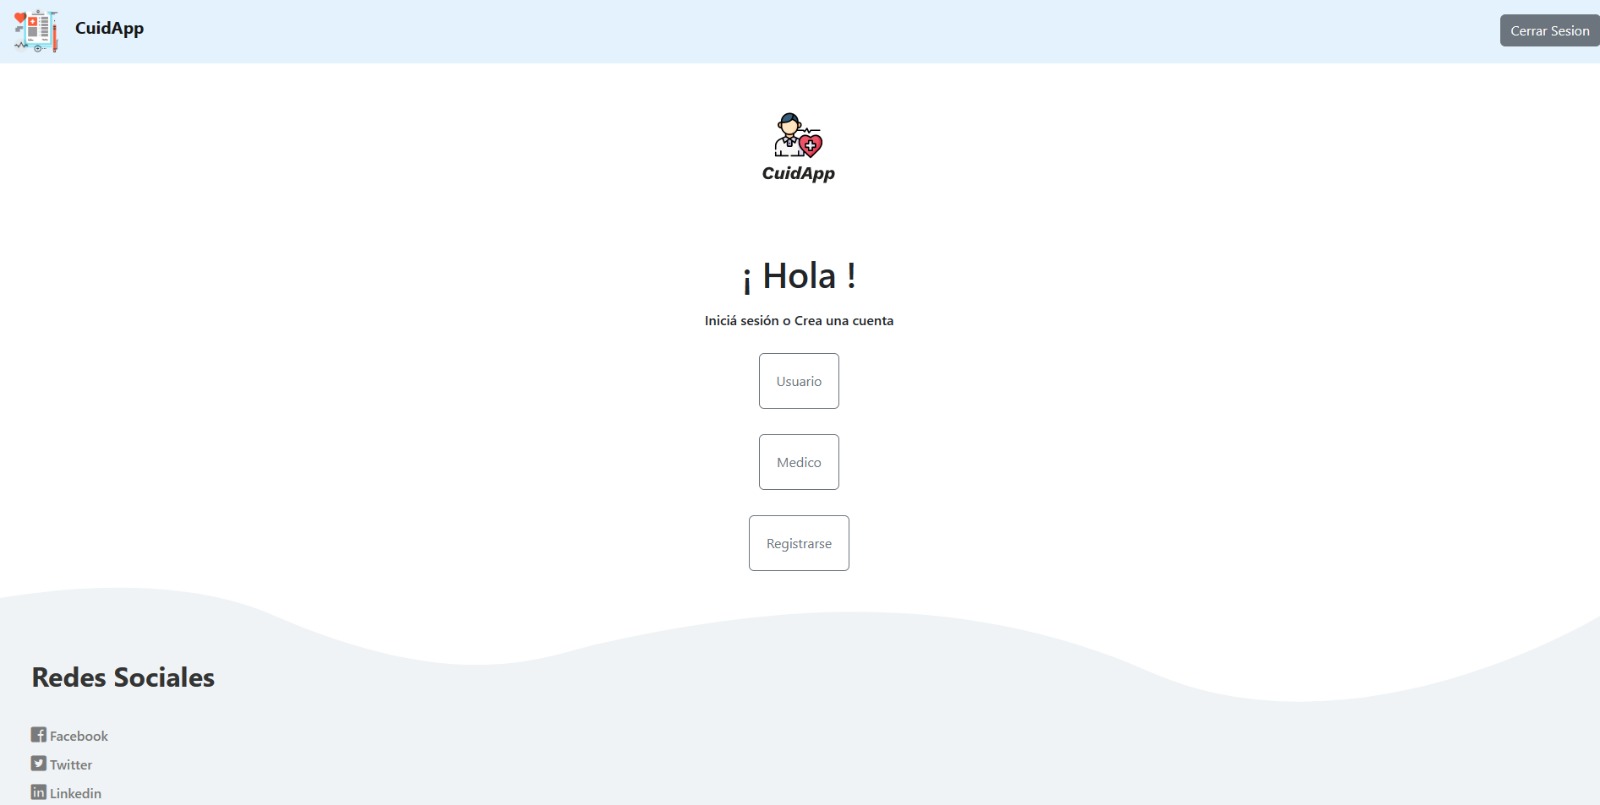 CuidApp
Cerrar Sesion
CuidApp
¡ Hola !
Iniciá sesión o Crea una cuenta
Usuario
Medico
Registrarse
Redes Sociales
Facebook
Twitter
Linkedin